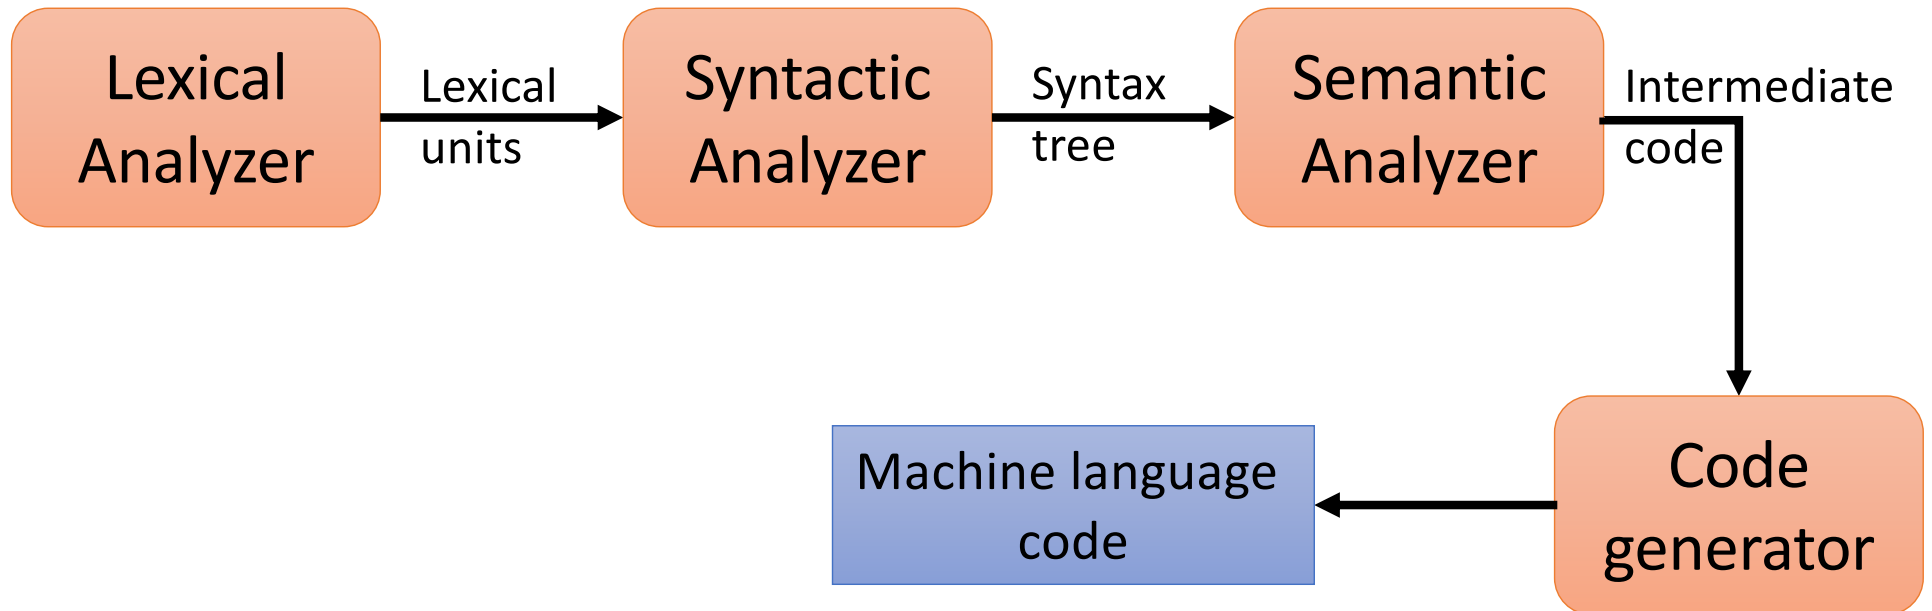 Lexical
Analyzer
Lexical
units
Syntactic
Analyzer
Syntax
tree
Semantic
Analyzer
Intermediate
code
Code
generator
Machine language
code